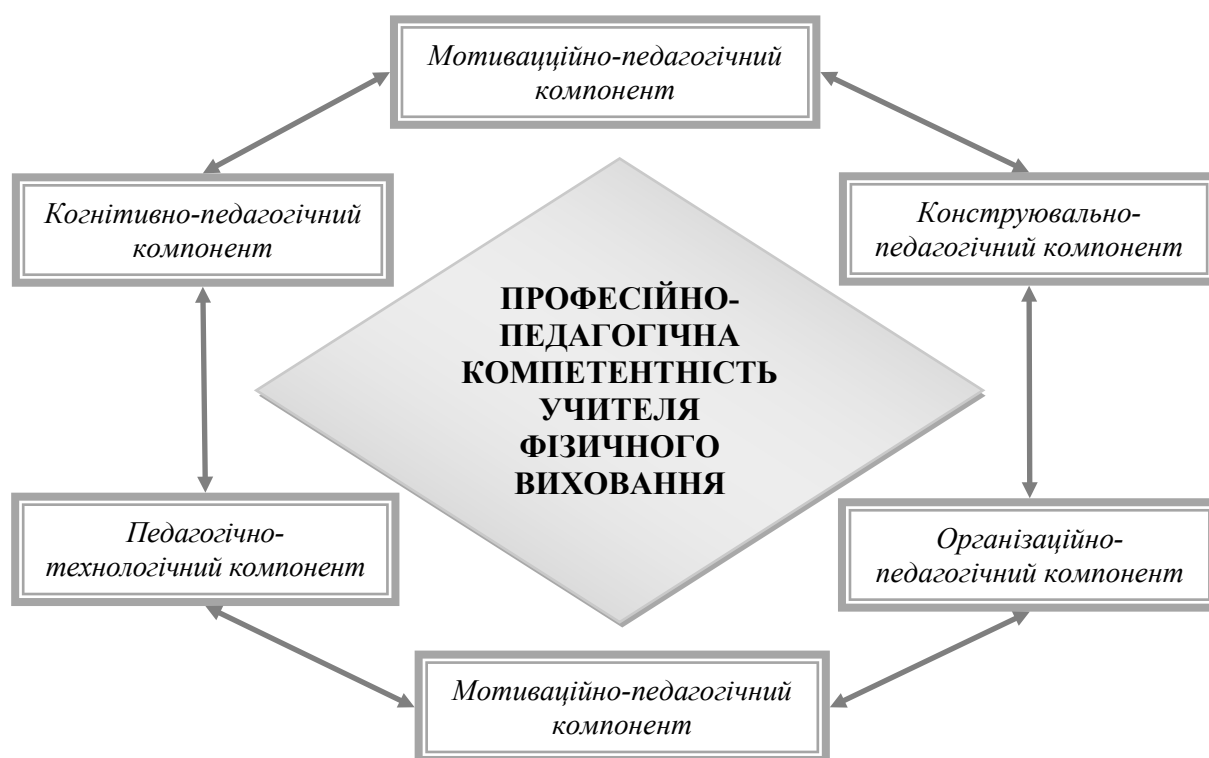 Мотивацційно-педагогічний
компонент
Когнітивно-педагогічний
компонент
Конструювально-
педагогічний компонент
ПРОФЕСІЙНО-
ПЕДАГОГІЧНА
КОМПЕТЕНТНІСТЬ
УЧИТЕЛЯ
ФІЗИЧНОГО
ВИХОВАННЯ
Педагогічно-
технологічний компонент
Організаційно-
педагогічний компонент
Мотиваційно-педагогічний
компонент